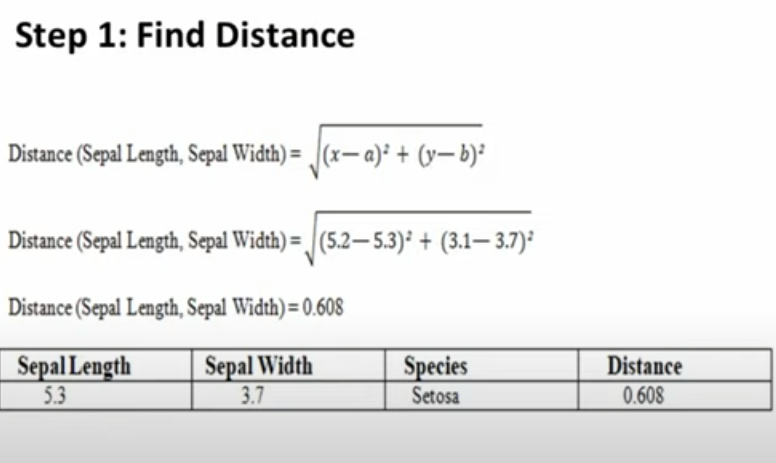 Step 1: Find Distance
Distance (Sepal Length, Sepal Width) = √(x– a)² + (y– b)²
Distance (Sepal Length, Sepal Width) = √(5.2– 5.3)² + (3.1– 3.7)²
Distance (Sepal Length, Sepal Width) = 0.608
Sepal Length Sepal Width Species Distance
5.3 3.7 Setosa 0.608